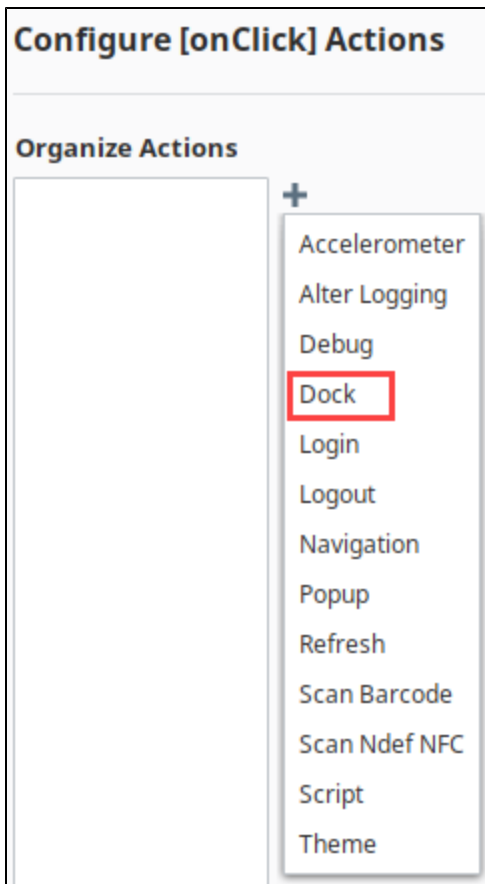 Configure [onClick] Actions
Organize Actions
Accelerometer
Alter Logging
Debug
Dock
Login
Logout
Navigation
Popup
Refresh
Scan Barcode
Scan Ndef NFC
Script
Theme